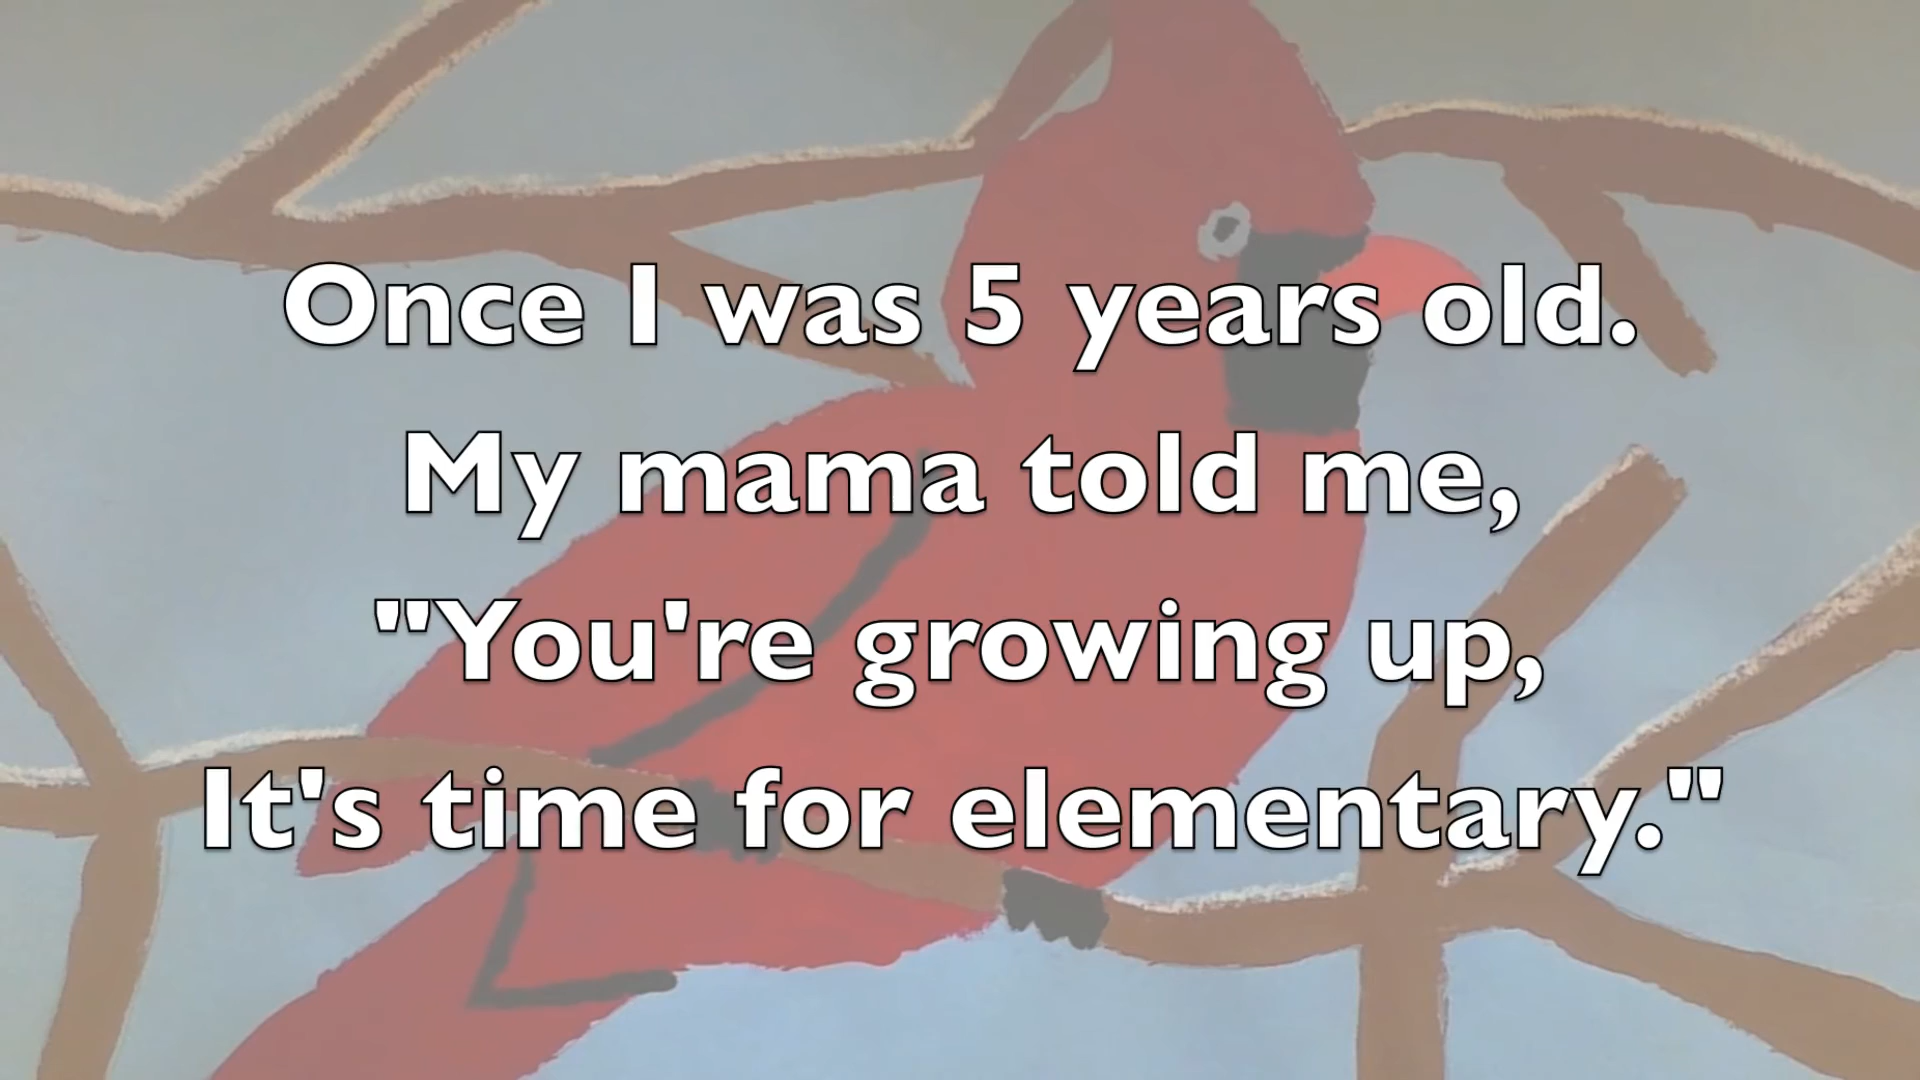 Once I was 5 years old.
My mama told me,
"You're growing up,
It's time for elementary."